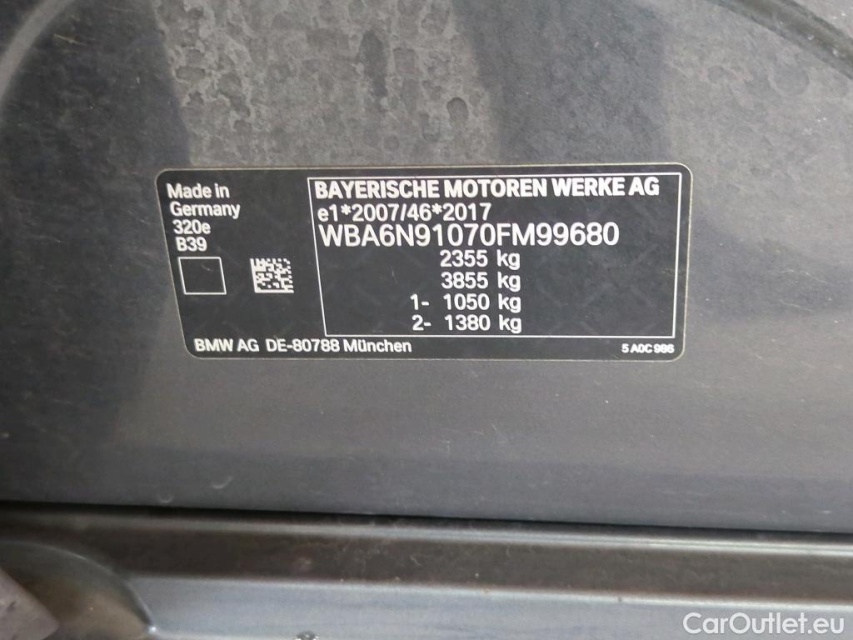 Made in
Germany
320e
B39
BAYERISCHE MOTOREN WERKE AG
e1*2007/46*2017
WBA6N91070FM99680
2355 kg
3855 kg
1- 1050 kg
2- 1380 kg
BMW AG DE-80788 München
5 A0C 986
CarOutlet.eu